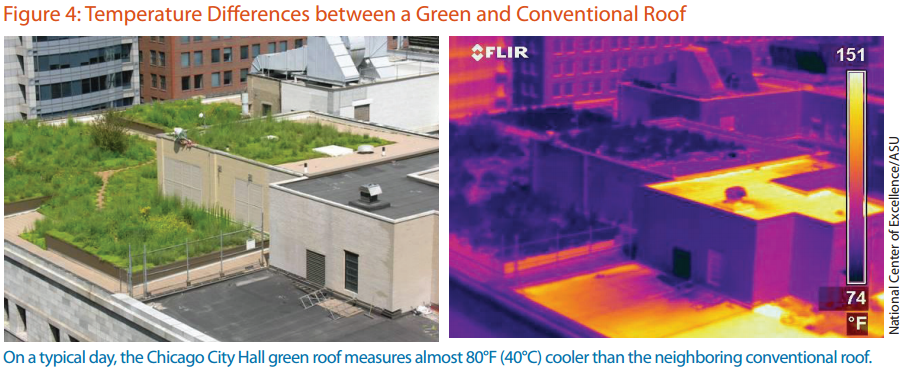 Figure 4: Temperature Differences between a Green and Conventional Roof
FLIR
151
74
°F
National Center of Excellence/ASU
On a typical day, the Chicago City Hall green roof measures almost 80°F (40°C) cooler than the neighboring conventional roof.